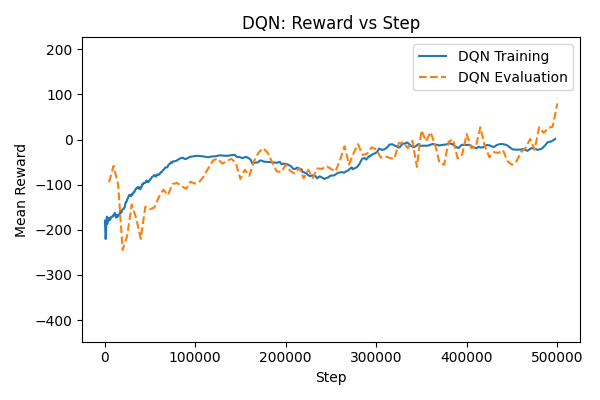 DQN: Reward vs Step
DQN Training
DQN Evaluation
Mean Reward
200
100
0
−100
−200
−300
−400
0 100000 200000 300000 400000 500000
Step